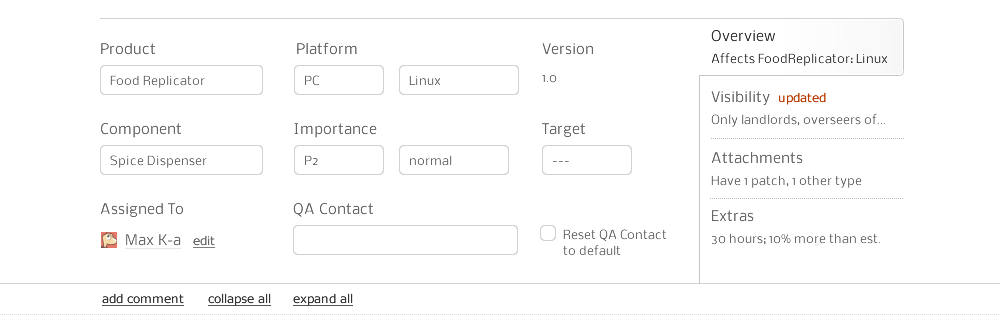 Product
Platform
Version
Food Replicator
PC
Linux
1.0
Component
Importance
Target
Spice Dispenser
P2
normal
---
Assigned To
QA Contact
Max K-a edit
Reset QA Contact
to default
Overview
Affects FoodReplicator: Linux
Visibility updated
Only landlords, overseers of...
Attachments
Have 1 patch, 1 other type
Extras
30 hours; 10% more than est.
add comment collapse all expand all